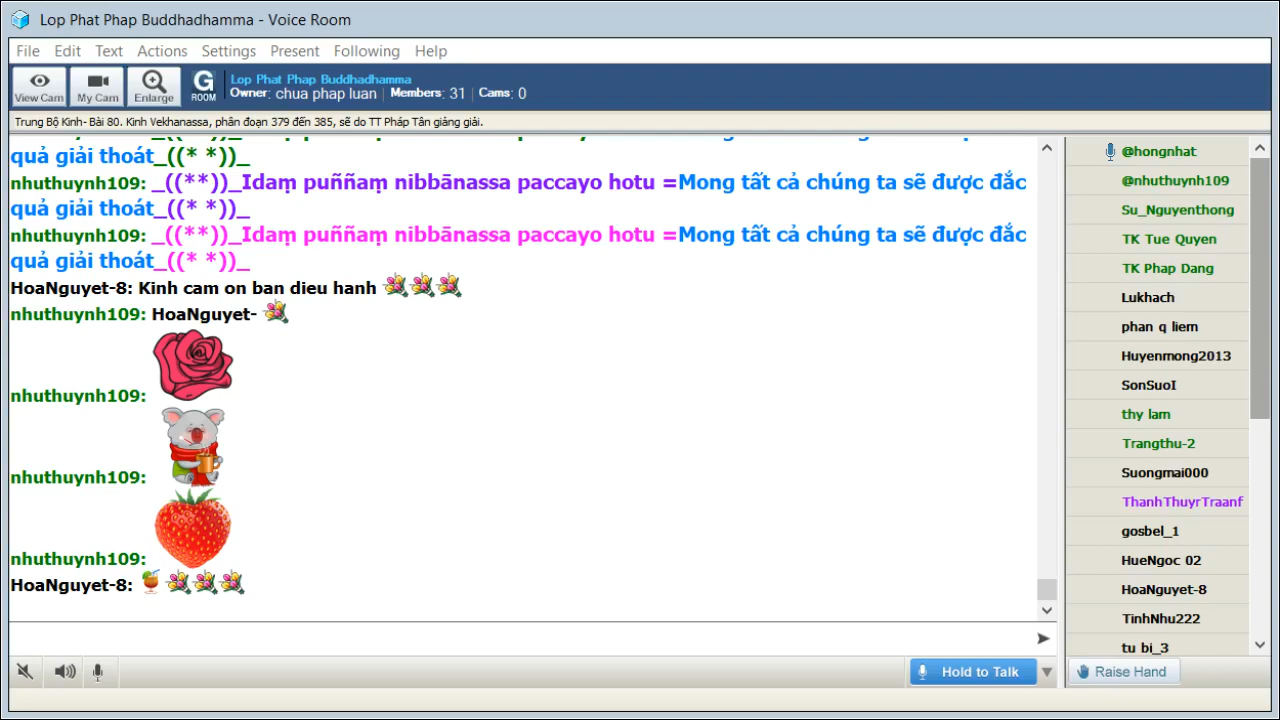 Lop Phat Phap Buddhadhamma - Voice Room
File Edit Text Actions Settings Present Following Help
View Cam My Cam Enlarge G ROOM Lop Phat Phap Buddhadhamma
Owner: chua phap luan Members: 31 Cams: 0
Trung Bộ Kinh- Bài 80. Kinh Vekhanassa, phân đoạn 379 đến 385, sẽ do TT Pháp Tân giảng giải.
quả giải thoát_((* *))_
nhuthuynh109: _((**))_Idaṃ puññaṃ nibbānassa paccayo hotu =Mong tất cả chúng ta sẽ được đắc
quả giải thoát_((* *))_
nhuthuynh109: _((**))_Idaṃ puññaṃ nibbānassa paccayo hotu =Mong tất cả chúng ta sẽ được đắc
quả giải thoát_((* *))_
HoaNguyet-8: Kinh cam on ban dieu hanh
nhuthuynh109: HoaNguyet-
nhuthuynh109:
nhuthuynh109:
nhuthuynh109:
HoaNguyet-8:
@hongnhat
@nhuthuynh109
Su_Nguyenthong
TK Tue Quyen
TK Phap Dang
Lukhach
phan q liem
Huyenmong2013
SonSuoI
thy lam
Trangthu-2
Suongmai000
ThanhThuyrTraanf
gosbel_1
HueNgoc 02
HoaNguyet-8
TinhNhu222
tu bi_3
Hold to Talk
Raise Hand